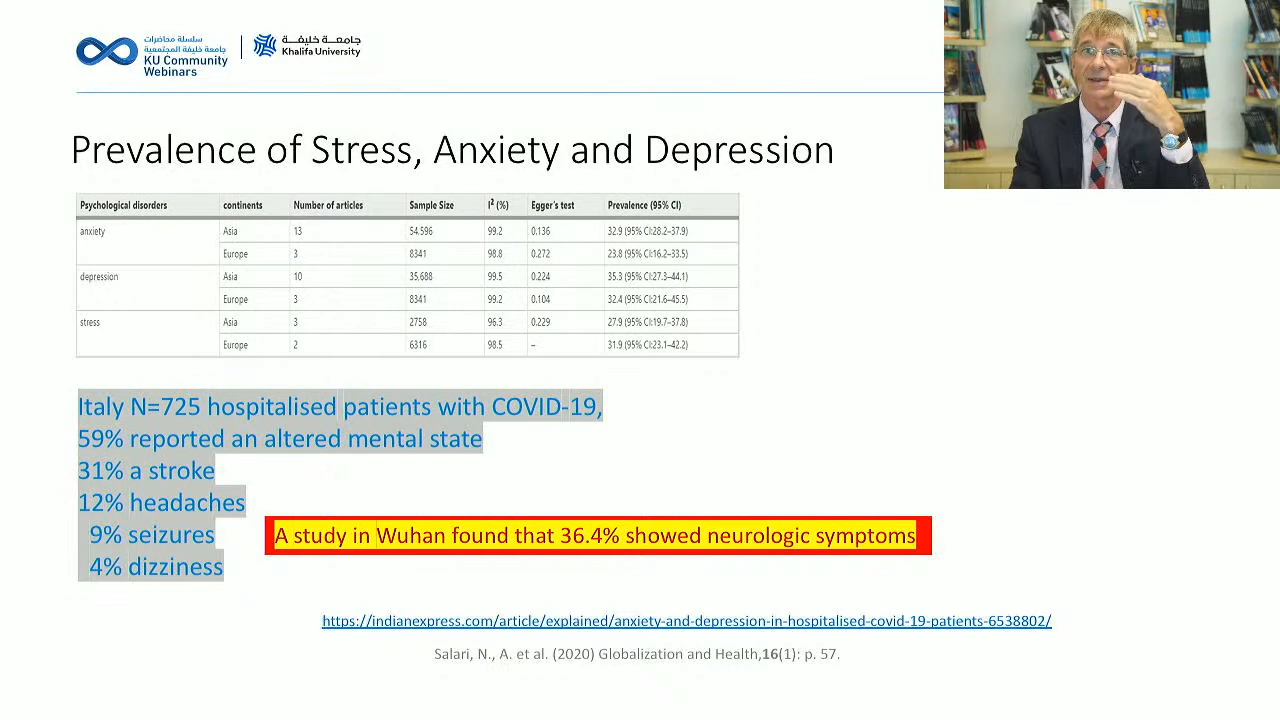 سلسلة محاضرات
جامعة خليفة المجتمعية
KU Community
Webinars
جامعــة خليفــة
Khalifa University
Prevalence of Stress, Anxiety and Depression
Psychological disorders continents Number of articles Sample Size I² (%) Egger's test Prevalence (95% CI)
anxiety Asia 13 54,596 99.2 0.136 32.9 (95% CI:28.2–37.9)
Europe 3 8341 98.8 0.272 23.8 (95% CI:16.2–33.5)
depression Asia 10 35,688 99.5 0.224 35.3 (95% CI:27.3–44.1)
Europe 3 8341 99.2 0.104 32.4 (95% CI:21.6–45.5)
stress Asia 3 2758 96.3 0.229 27.9 (95% CI:19.7–37.8)
Europe 2 6316 98.5 – 31.9 (95% CI:23.1–42.2)
Italy N=725 hospitalised patients with COVID-19,
59% reported an altered mental state
31% a stroke
12% headaches
9% seizures
A study in Wuhan found that 36.4% showed neurologic symptoms
4% dizziness
https://indianexpress.com/article/explained/anxiety-and-depression-in-hospitalised-covid-19-patients-6538802/
Salari, N., A. et al. (2020) Globalization and Health,16(1): p. 57.